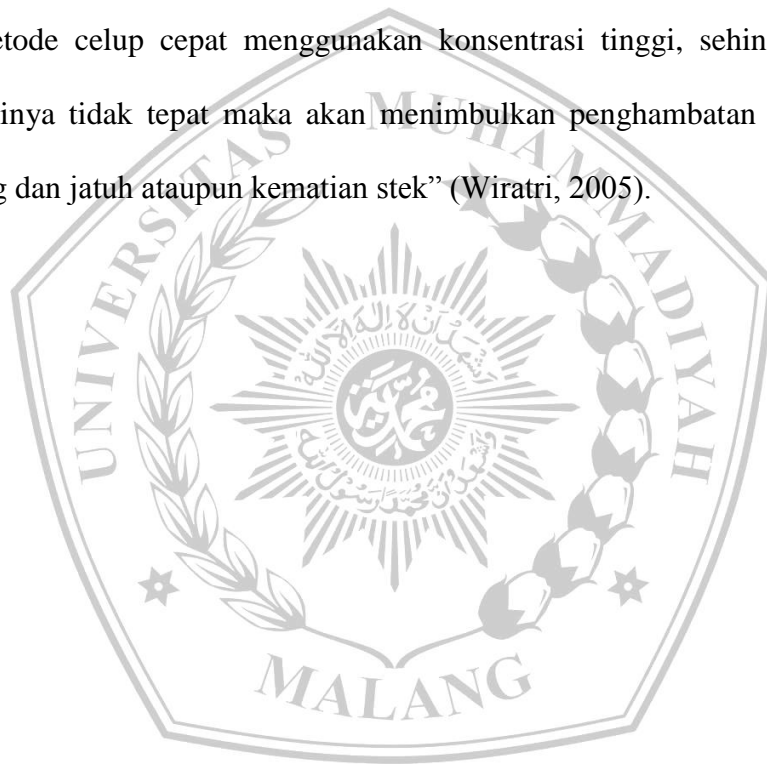 etode celup cepat menggunakan konsentrasi tinggi, sehin
inya tidak tepat maka akan menimbulkan penghambatan
g dan jatuh ataupun kematian stek” (Wiratri, 2005).
UNIVERSITAS MUHAMMADIYAH
MALANG